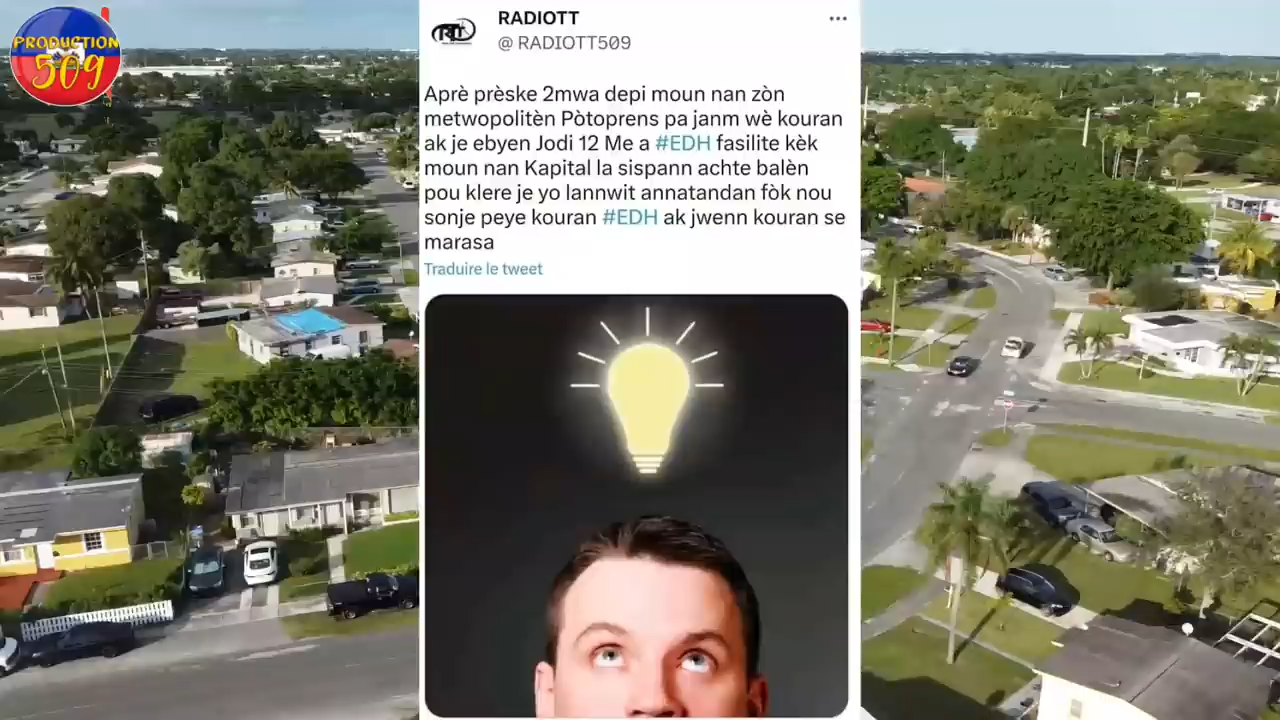 PRODUCTION
509
RTT
RADIOTT
@ RADIOTT509
Aprè prèske 2mwa depi moun nan zòn
metwopolitèn Pòtoprens pa janm wè kouran
ak je ebyen Jodi 12 Me a #EDH fasilite kèk
moun nan Kapital la sispann achte balèn
pou klere je yo lannwit annatandan fòk nou
sonje peye kouran #EDH ak jwenn kouran se
marasa
Traduire le tweet